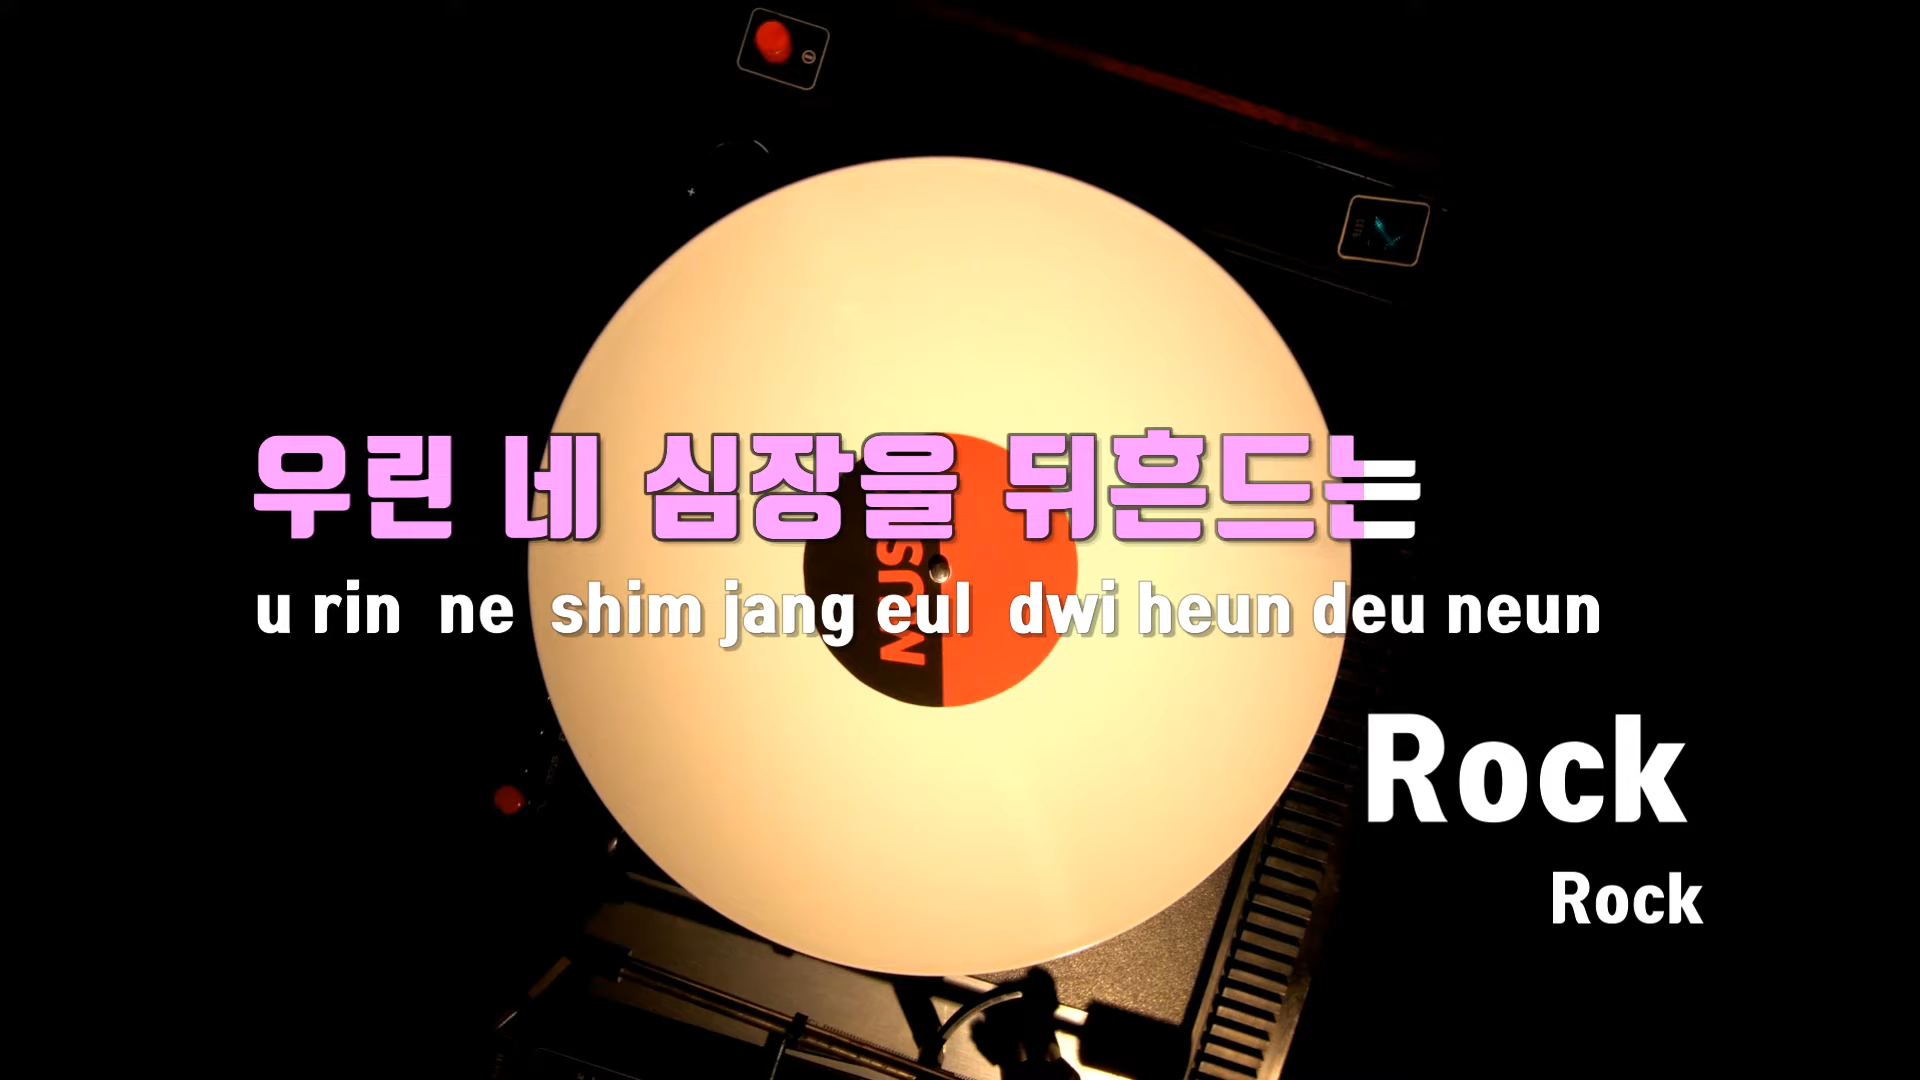 우린 네 심장을 뒤흔드는
u rin ne shim jang eul dwi heun deu neun
MUS
Rock
Rock